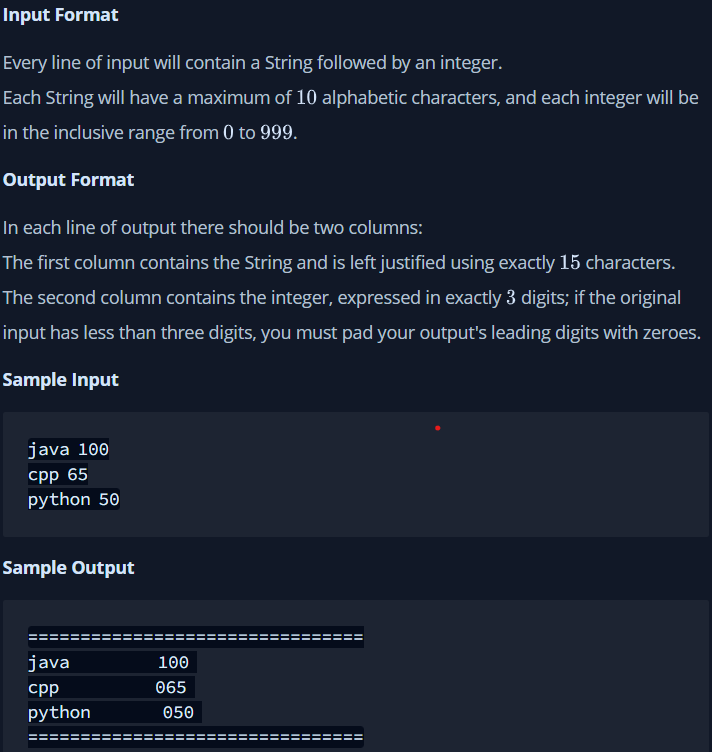 Input Format
Every line of input will contain a String followed by an integer.
Each String will have a maximum of 10 alphabetic characters, and each integer will be
in the inclusive range from 0 to 999.
Output Format
In each line of output there should be two columns:
The first column contains the String and is left justified using exactly 15 characters.
The second column contains the integer, expressed in exactly 3 digits; if the original
input has less than three digits, you must pad your output's leading digits with zeroes.
Sample Input
java 100
cpp 65
python 50
Sample Output
================================
java           100
cpp            065
python         050
================================